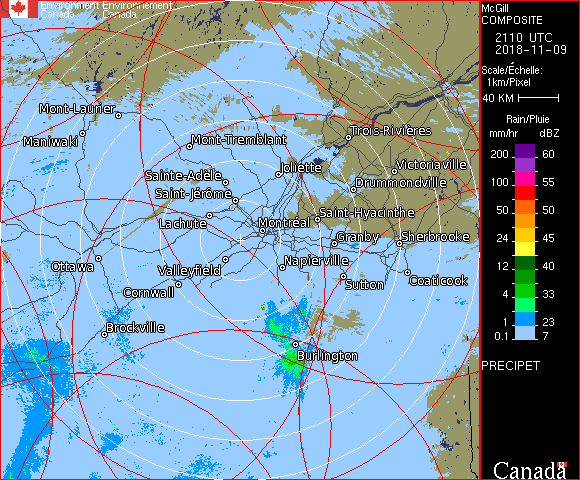 Environment Environnement
Canada Canada
Mont-Laurier
Maniwaki
Mont-Tremblant
Trois-Rivières
Sainte-Adèle
Joliette
Victoriaville
Saint-Jérôme
Drummondville
Lachute
Montréal
Saint-Hyacinthe
Granby
Sherbrooke
Ottawa
Valleyfield
Napierville
Cornwall
Sutton
Coaticook
Brockville
Burlington
McGill
COMPOSITE
2110 UTC
2018-11-09
Scale/Échelle:
1km/Pixel
40 KM
Rain/Pluie
mm/hr dBZ
200 60
150 57
100 55
50 50
24 45
12 40
4 33
1 23
0.1 7
PRECIPET
Canada